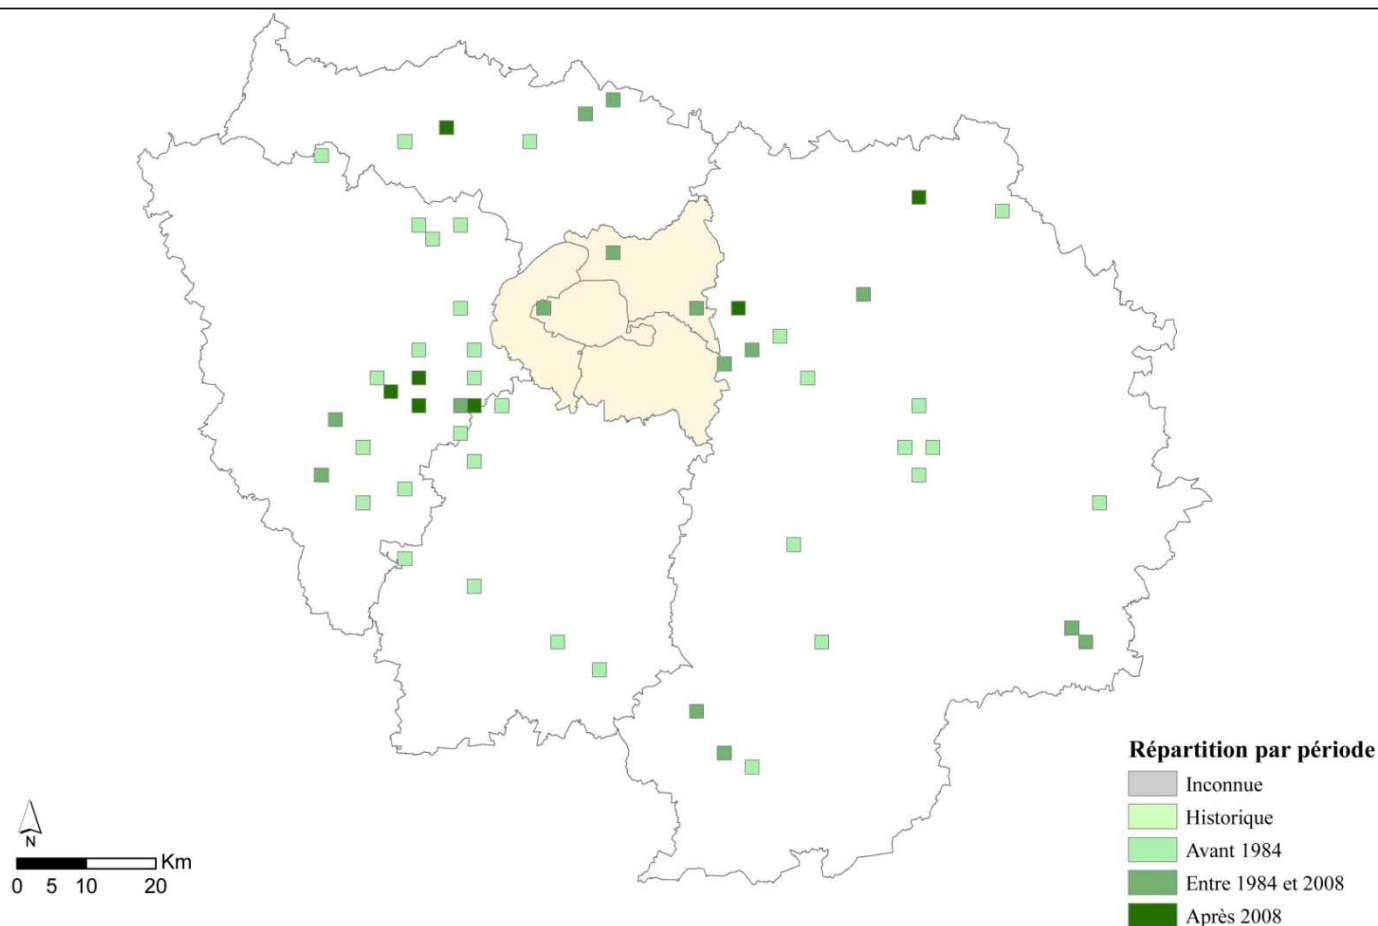 Répartition par période
Inconnue
Historique
Avant 1984
Entre 1984 et 2008
Après 2008
N
Km
0 5 10 20